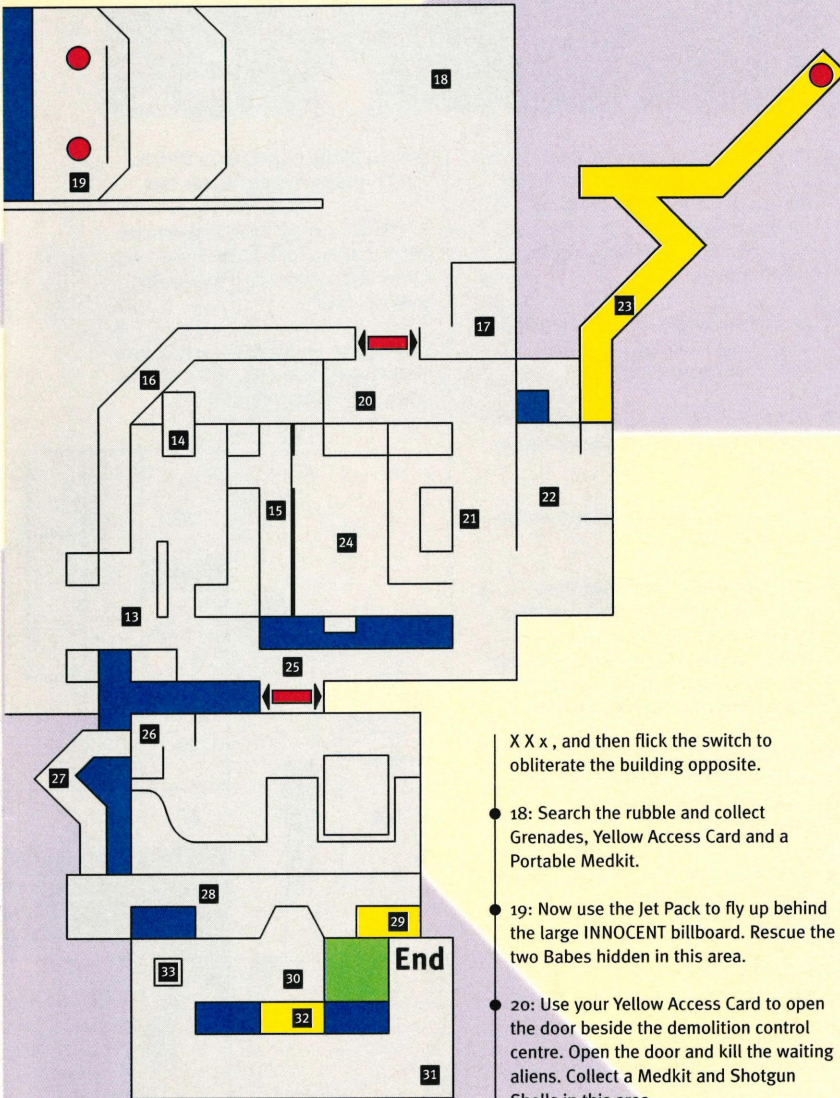 18
19
17
23
16
20
14
22
15
21
24
13
25
26
27
28
29
33
30
End
32
31
X X x , and then flick the switch to
obliterate the building opposite.
18: Search the rubble and collect
Grenades, Yellow Access Card and a
Portable Medkit.
19: Now use the Jet Pack to fly up behind
the large INNOCENT billboard. Rescue the
two Babes hidden in this area.
20: Use your Yellow Access Card to open
the door beside the demolition control
centre. Open the door and kill the waiting
aliens. Collect a Medkit and Shotgun
Shells in this area.